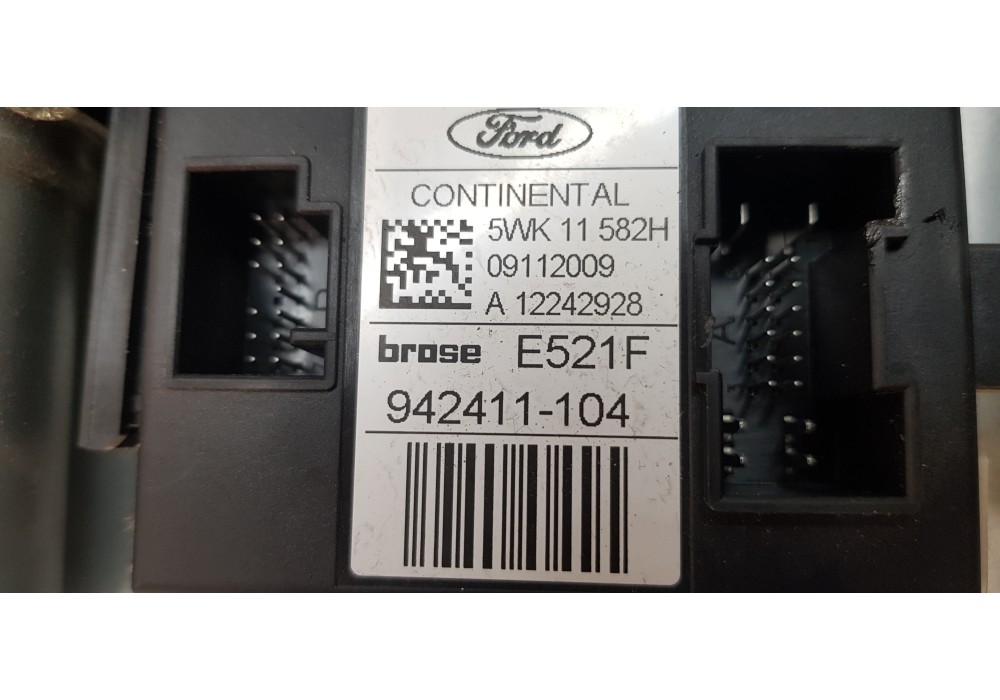 Ford
CONTINENTAL
5WK 11 582H
09112009
A 12242928
brose E521F
942411-104
A